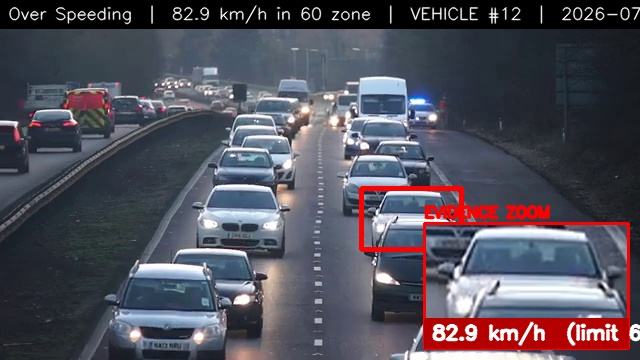 Over Speeding | 82.9 km/h in 60 zone | VEHICLE #12 | 2026-07
EVIDENCE ZOOM
82.9 km/h (limit 6